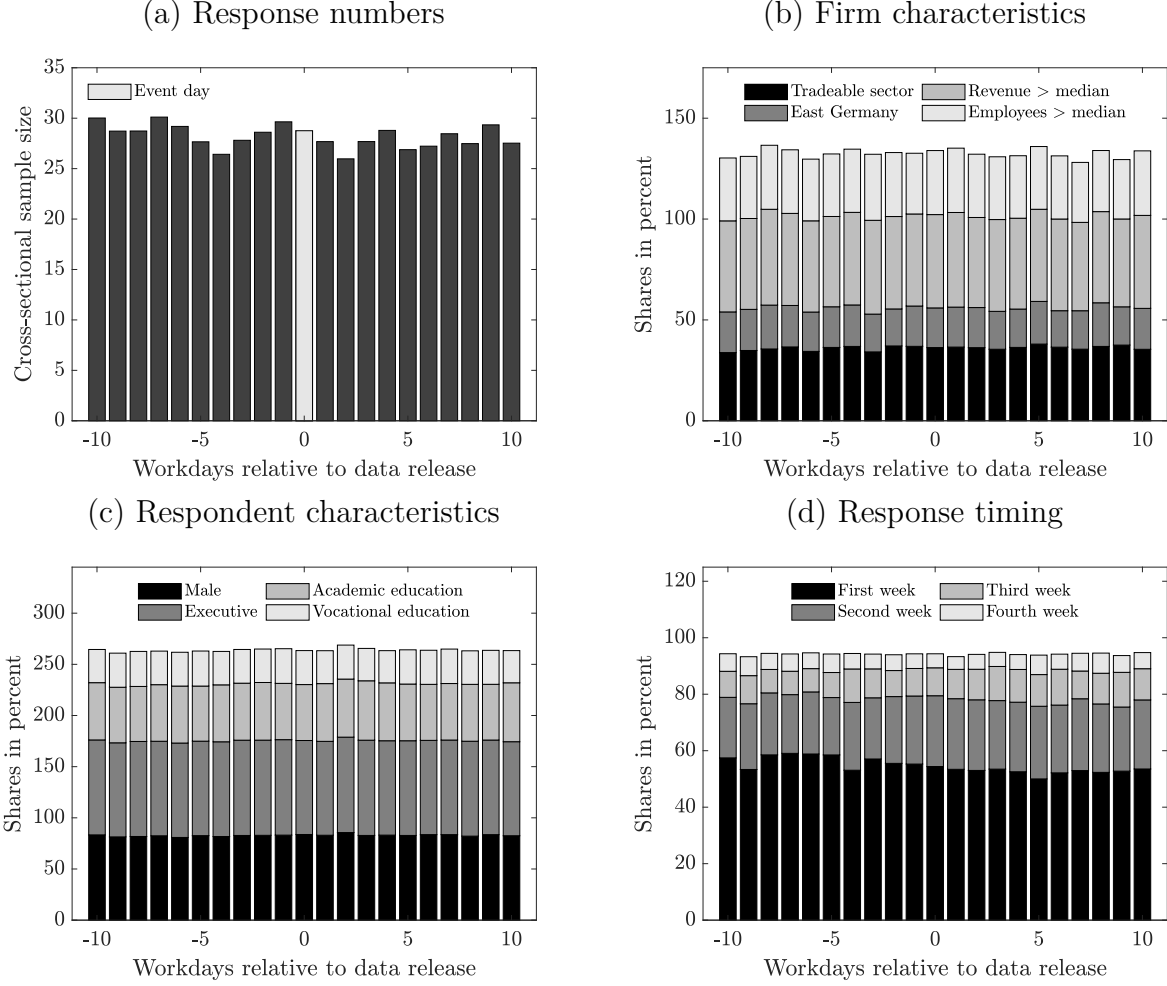 (a) Response numbers
Cross-sectional sample size
35
30
25
20
15
10
5
0
Event day
-10 -5 0 5 10
Workdays relative to data release
(b) Firm characteristics
Shares in percent
150
100
50
0
Tradeable sector Revenue > median
East Germany Employees > median
-10 -5 0 5 10
Workdays relative to data release
(c) Respondent characteristics
Shares in percent
300
250
200
150
100
50
0
Male Academic education
Executive Vocational education
-10 -5 0 5 10
Workdays relative to data release
(d) Response timing
Shares in percent
120
100
80
60
40
20
0
First week Third week
Second week Fourth week
-10 -5 0 5 10
Workdays relative to data release